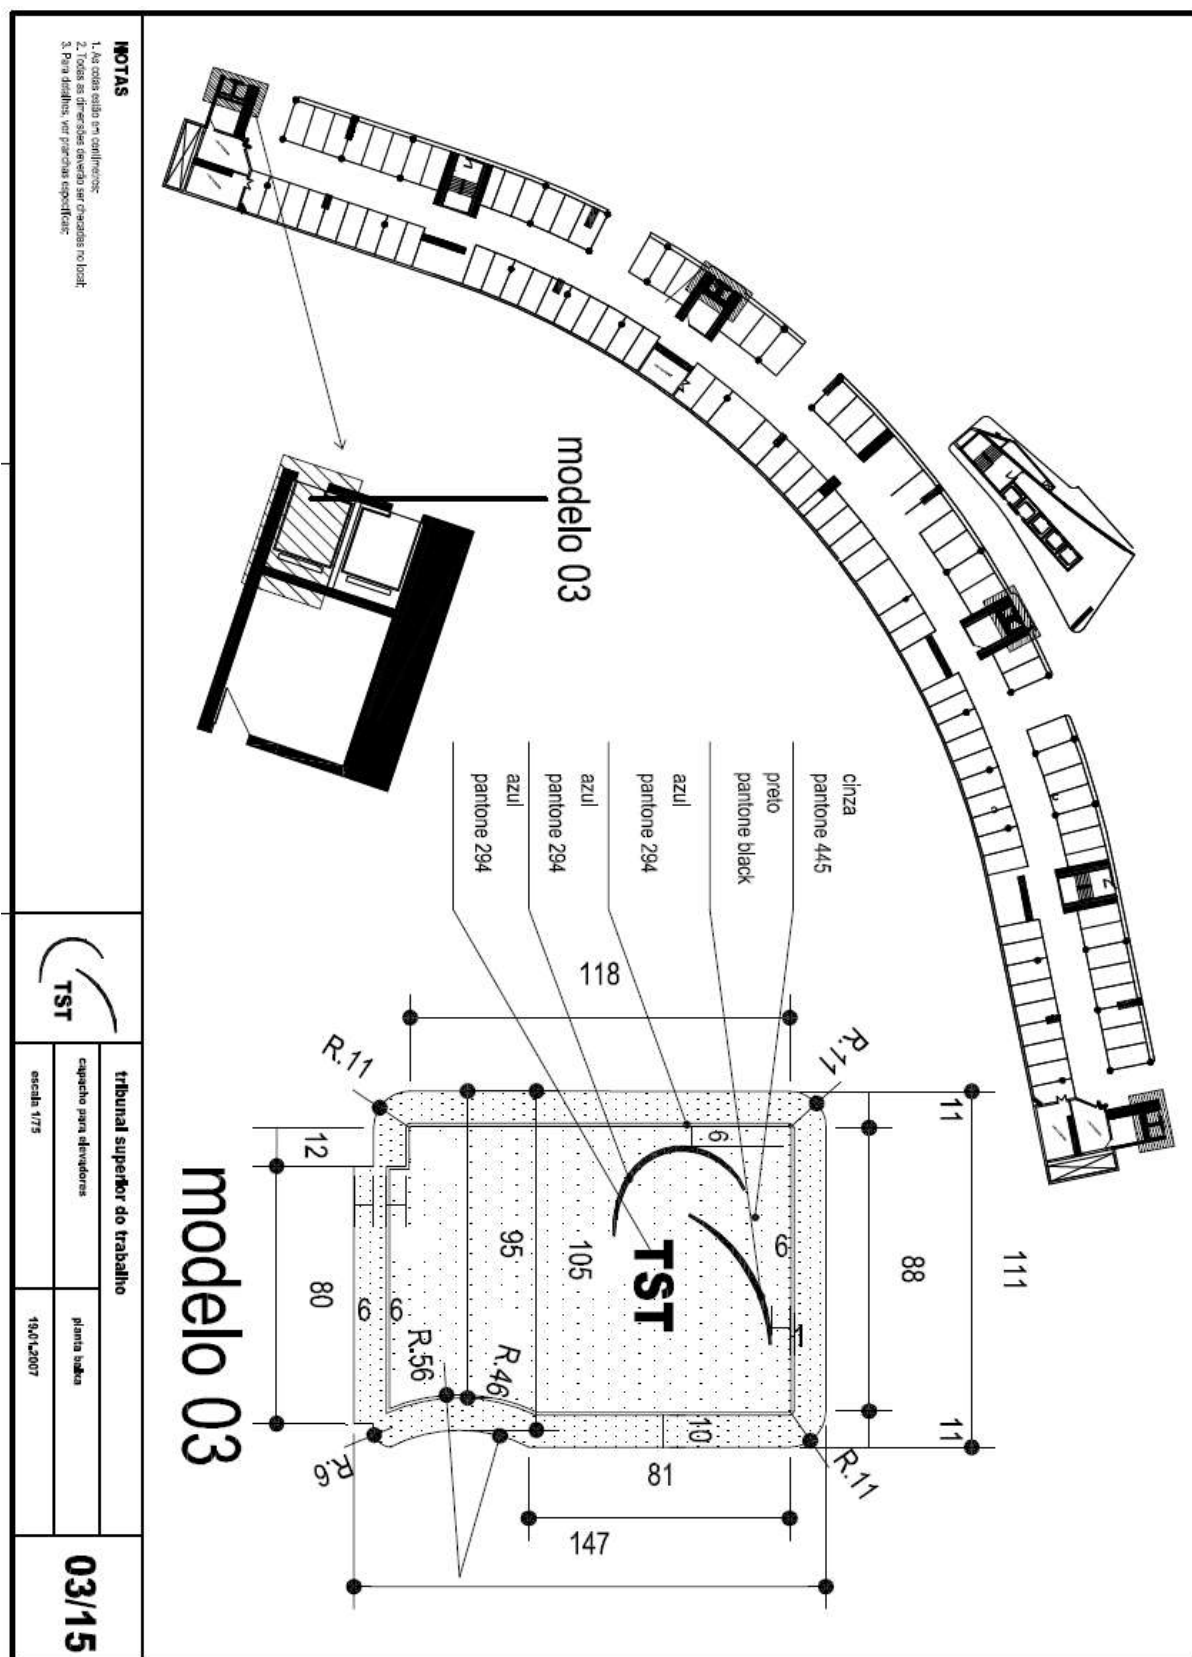 NOTAS
1. As cotas estão em centímetros;
2. Todas as dimensões deverão ser checadas no local;
3. Para detalhes, ver pranchas específicas;
modelo 03
cinza
pantone 445
preto
pantone black
azul
pantone 294
azul
pantone 294
azul
pantone 294
118
R.11
R.11
11
111
88
11
6
6
12
95
105
TST
1
80
6
6
R.56
R.46
10
R.6
R.11
81
147
modelo 03
TST
tribunal superior do trabalho
capacho para elevadores
planta baixa
escala 1/75
19.01.2007
03/15